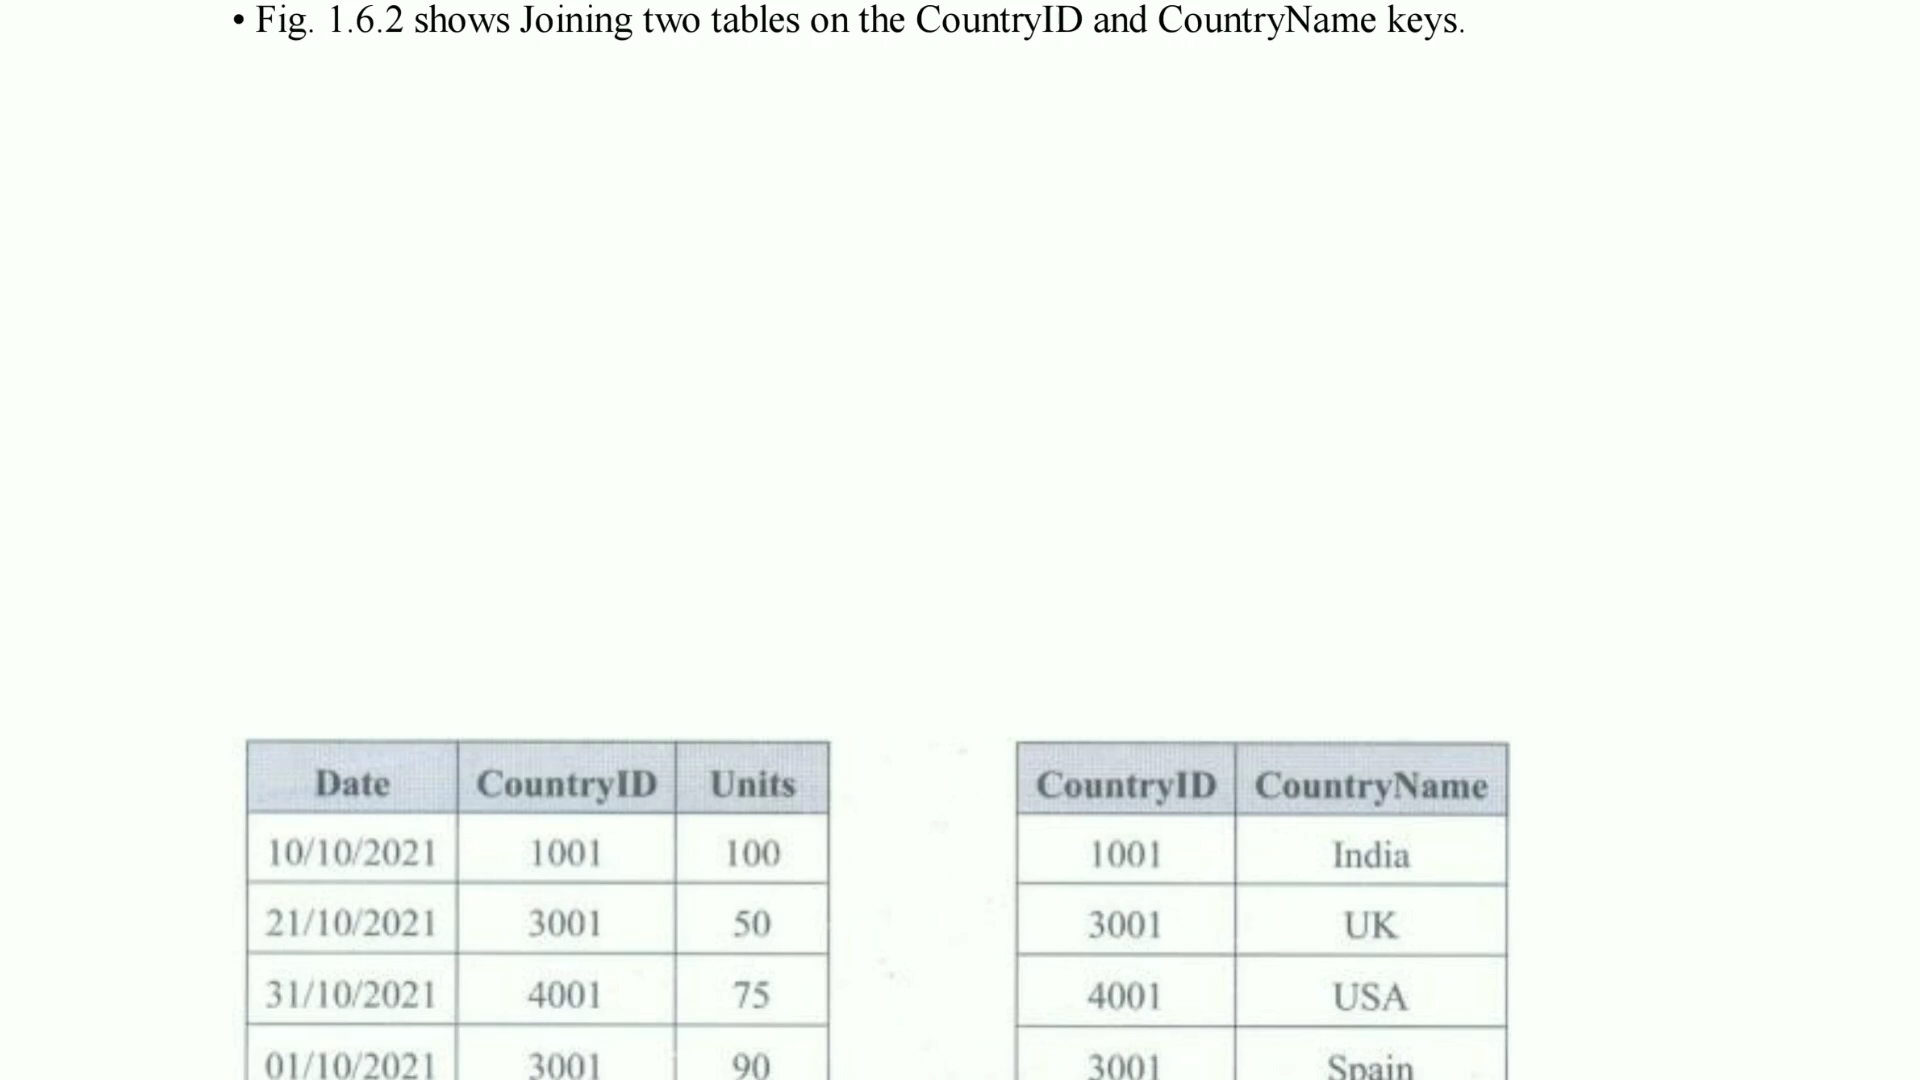 • Fig. 1.6.2 shows Joining two tables on the CountryID and CountryName keys.
Date CountryID Units
10/10/2021 1001 100
21/10/2021 3001 50
31/10/2021 4001 75
01/10/2021 3001 90
CountryID CountryName
1001 India
3001 UK
4001 USA
3001 Spain